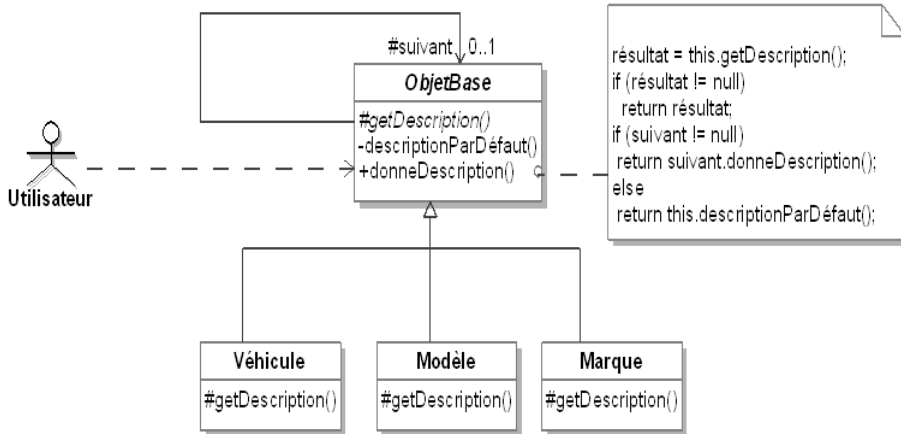 #suivant 0..1
ObjetBase
#getDescription()
-descriptionParDéfaut()
+donneDescription()
Utilisateur
résultat = this.getDescription();
if (résultat != null)
return résultat;
if (suivant != null)
return suivant.donneDescription();
else
return this.descriptionParDéfaut();
Véhicule
#getDescription()
Modèle
#getDescription()
Marque
#getDescription()